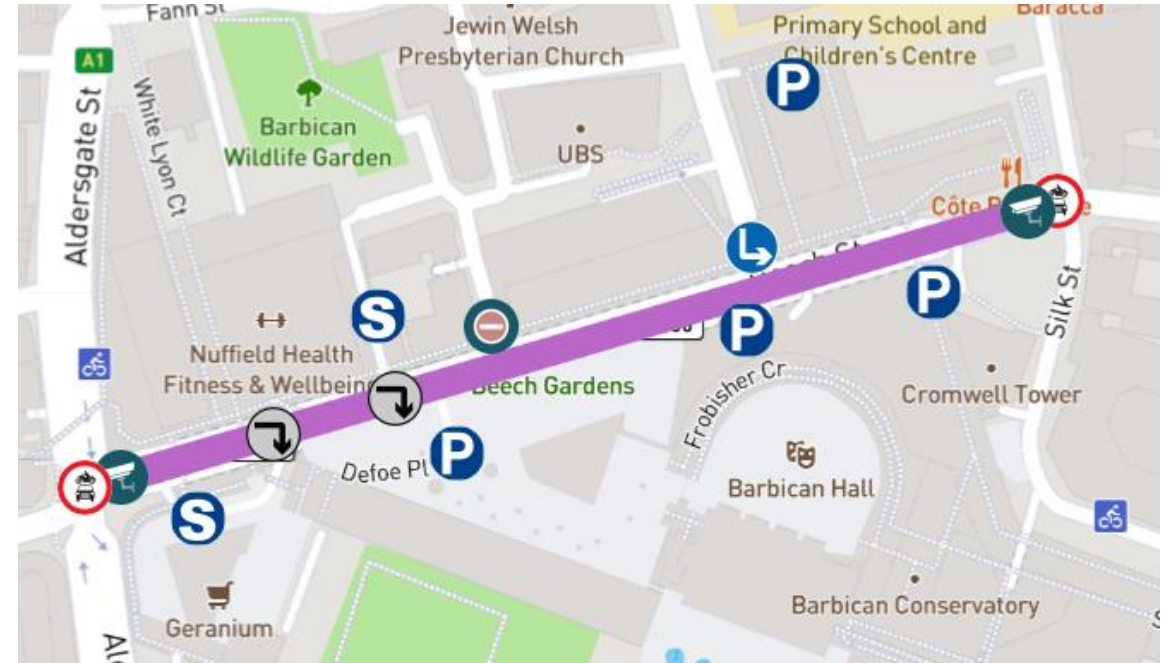 Fann St
Jewin Welsh
Presbyterian Church
Primary School and
Children's Centre
Baracca
A1
P
Aldersgate St
White Lyon Ct
Barbican
Wildlife Garden
UBS
Côte
L
P
S
P
Silk St
Nuffield Health
Fitness & Wellbeing
Beech Gardens
Frobisher Cr
Cromwell Tower
Defoe Pl
P
Barbican Hall
S
Geranium
Barbican Conservatory